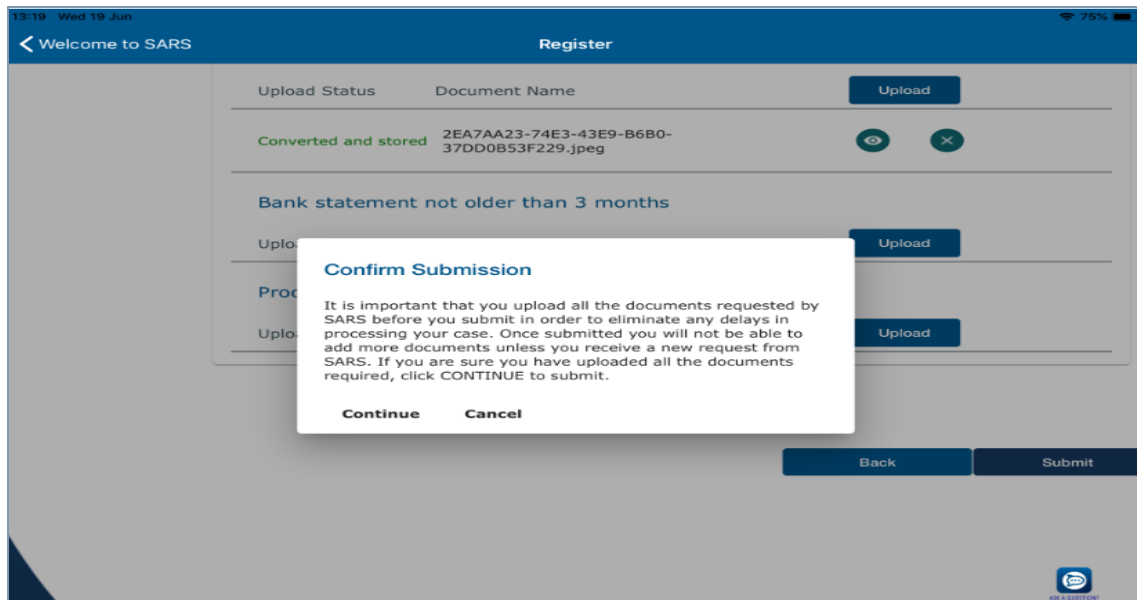 13:19 Wed 19 Jun
75%
Welcome to SARS
Register
Upload Status Document Name Upload
Converted and stored 2EA7AA23-74E3-43E9-B6B0-
37DD0B53F229.jpeg
Bank statement not older than 3 months
Uplo Upload
Confirm Submission
Proo
It is important that you upload all the documents requested by
SARS before you submit in order to eliminate any delays in
Uplo Upload
processing your case. Once submitted you will not be able to
add more documents unless you receive a new request from
SARS. If you are sure you have uploaded all the documents
required, click CONTINUE to submit.
Continue Cancel
Back Submit
ASK A QUESTION?